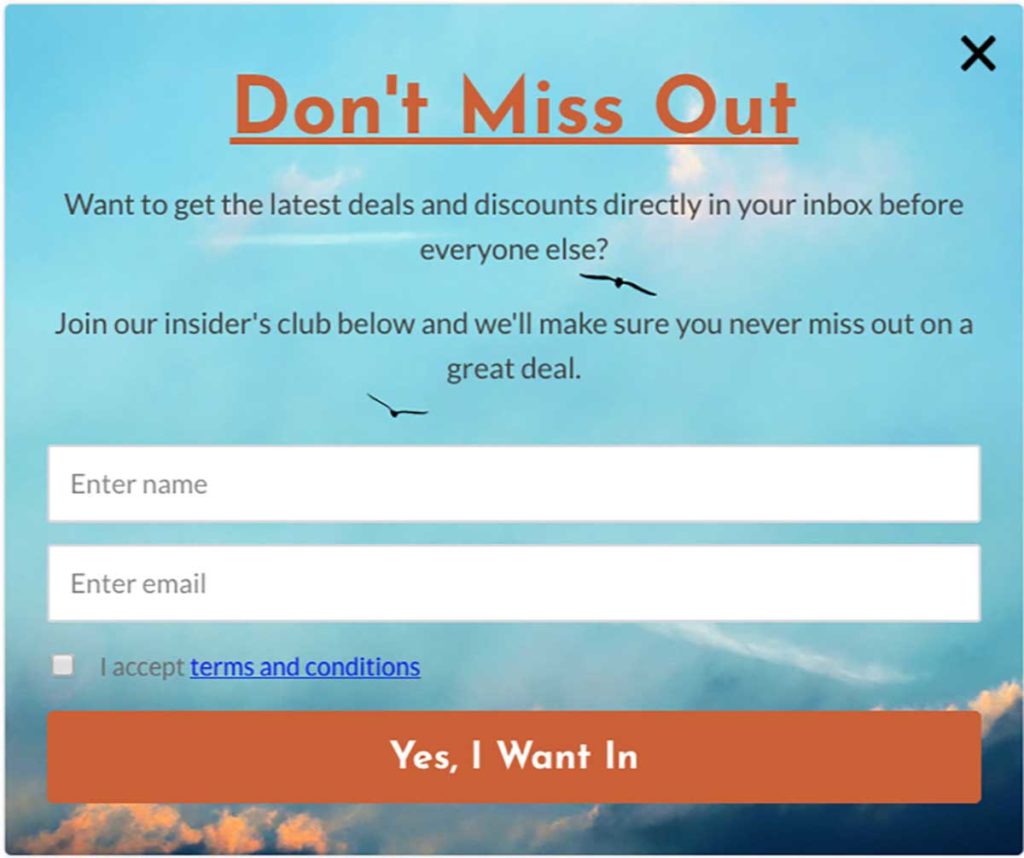 Don't Miss Out
Want to get the latest deals and discounts directly in your inbox before
everyone else?
Join our insider's club below and we'll make sure you never miss out on a
great deal.
Enter name
Enter email
I accept terms and conditions
Yes, I Want In